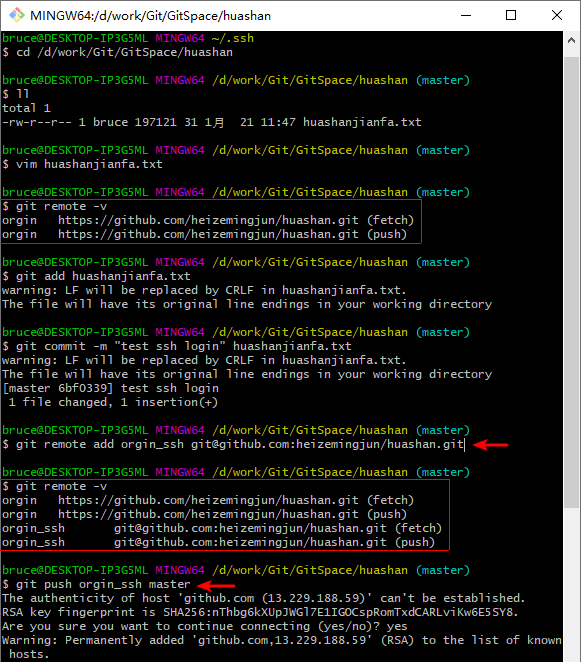 MINGW64:/d/work/Git/GitSpace/huashan
bruce@DESKTOP-IP3G5ML MINGW64 ~/.ssh
$ cd /d/work/Git/GitSpace/huashan
bruce@DESKTOP-IP3G5ML MINGW64 /d/work/Git/GitSpace/huashan (master)
$ ll
total 1
-rw-r--r-- 1 bruce 197121 31 1月  21 11:47 huashanjianfa.txt
bruce@DESKTOP-IP3G5ML MINGW64 /d/work/Git/GitSpace/huashan (master)
$ vim huashanjianfa.txt
bruce@DESKTOP-IP3G5ML MINGW64 /d/work/Git/GitSpace/huashan (master)
$ git remote -v
orgin   https://github.com/heizemingjun/huashan.git (fetch)
orgin   https://github.com/heizemingjun/huashan.git (push)
bruce@DESKTOP-IP3G5ML MINGW64 /d/work/Git/GitSpace/huashan (master)
$ git add huashanjianfa.txt
warning: LF will be replaced by CRLF in huashanjianfa.txt.
The file will have its original line endings in your working directory
bruce@DESKTOP-IP3G5ML MINGW64 /d/work/Git/GitSpace/huashan (master)
$ git commit -m "test ssh login" huashanjianfa.txt
warning: LF will be replaced by CRLF in huashanjianfa.txt.
The file will have its original line endings in your working directory
[master 6bf0339] test ssh login
 1 file changed, 1 insertion(+)
bruce@DESKTOP-IP3G5ML MINGW64 /d/work/Git/GitSpace/huashan (master)
$ git remote add orgin_ssh git@github.com:heizemingjun/huashan.git
bruce@DESKTOP-IP3G5ML MINGW64 /d/work/Git/GitSpace/huashan (master)
$ git remote -v
orgin   https://github.com/heizemingjun/huashan.git (fetch)
orgin   https://github.com/heizemingjun/huashan.git (push)
orgin_ssh       git@github.com:heizemingjun/huashan.git (fetch)
orgin_ssh       git@github.com:heizemingjun/huashan.git (push)
bruce@DESKTOP-IP3G5ML MINGW64 /d/work/Git/GitSpace/huashan (master)
$ git push orgin_ssh master
The authenticity of host 'github.com (13.229.188.59)' can't be established.
RSA key fingerprint is SHA256:nThbg6kXUpJWGl7E1IGOCspRomTxdCARLviKw6E5SY8.
Are you sure you want to continue connecting (yes/no)? yes
Warning: Permanently added 'github.com,13.229.188.59' (RSA) to the list of known
 hosts.